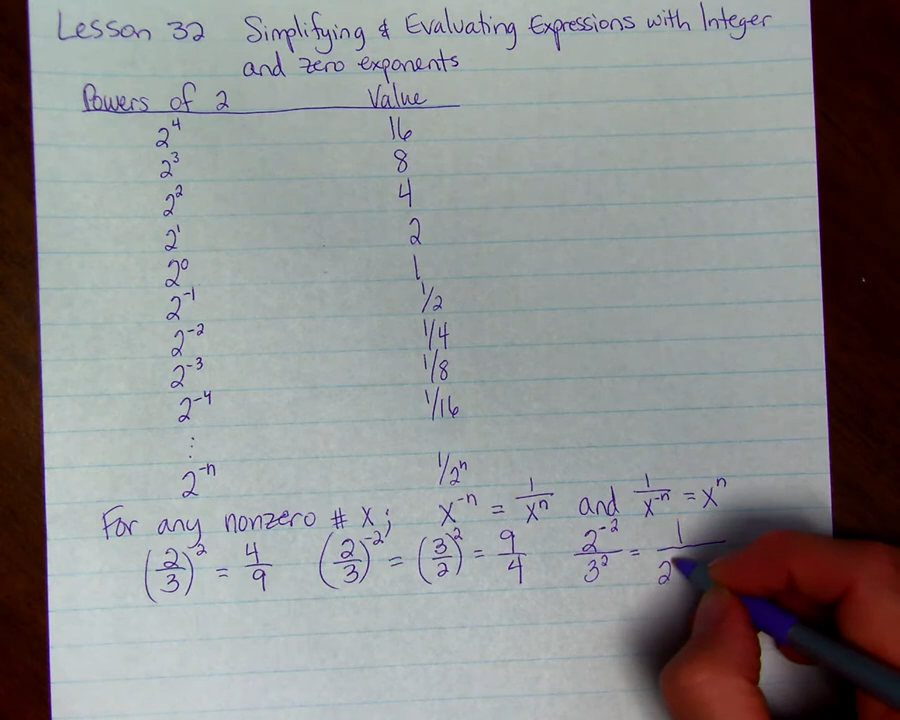 Lesson 32 Simplifying & Evaluating Expressions with Integer
and zero exponents
Powers of 2 Value
2⁴ 16
2³ 8
2² 4
2¹ 2
2⁰ 1
2⁻¹ 1/2
2⁻² 1/4
2⁻³ 1/8
2⁻⁴ 1/16
⋮
2⁻ⁿ 1/2ⁿ
For any nonzero # x; x⁻ⁿ = 1/xⁿ and 1/x⁻ⁿ = xⁿ
(2/3)² = 4/9 (2/3)⁻² = (3/2)² = 9/4 2⁻²/3² = 1/2